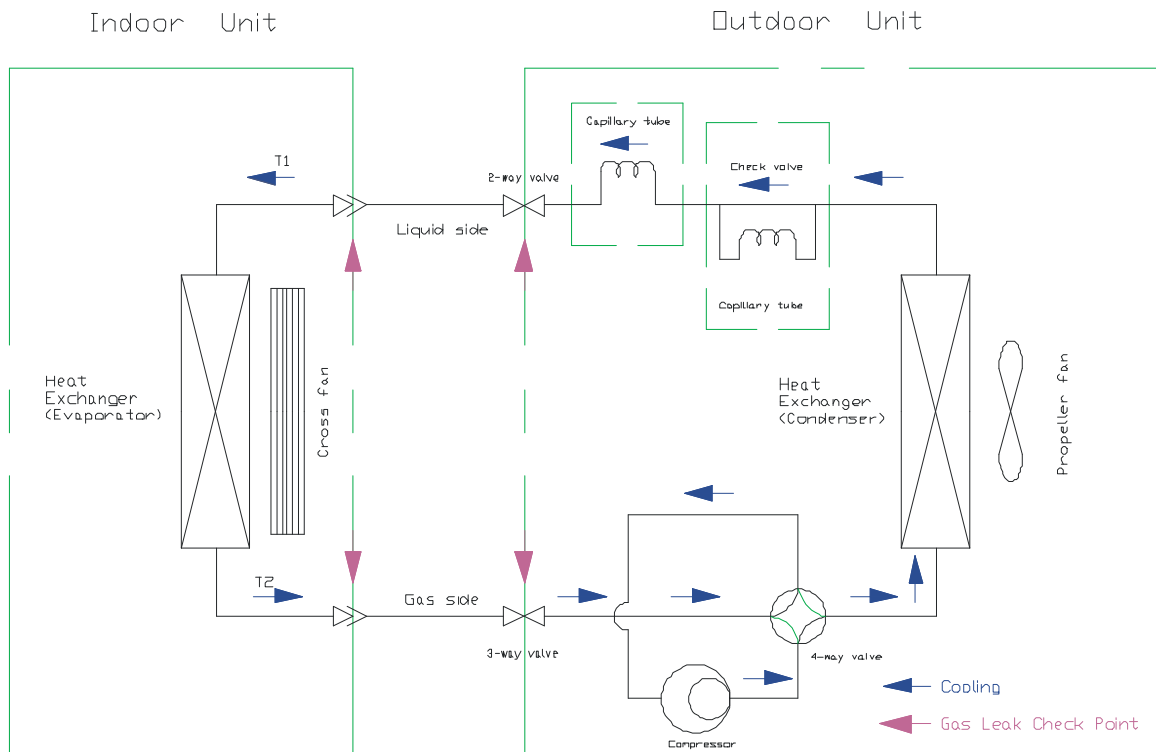 Indoor Unit
Outdoor Unit
Capillary tube
T1
2-way valve
Check valve
Liquid side
Capillary tube
Heat
Exchanger
(Evaporator)
Cross fan
Heat
Exchanger
(Condenser)
Propeller fan
T2
Gas side
3-way valve
4-way valve
Cooling
Gas Leak Check Point
Compressor